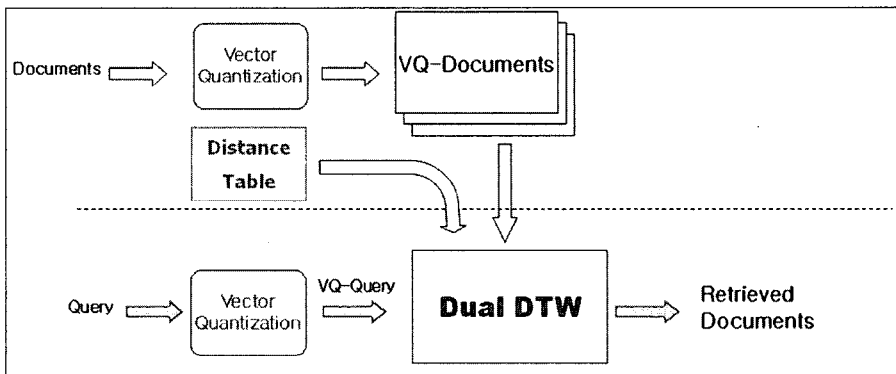 Documents
Vector
Quantization
VQ-Documents
Distance
Table
Query
Vector
Quantization
VQ-Query
Dual DTW
Retrieved
Documents